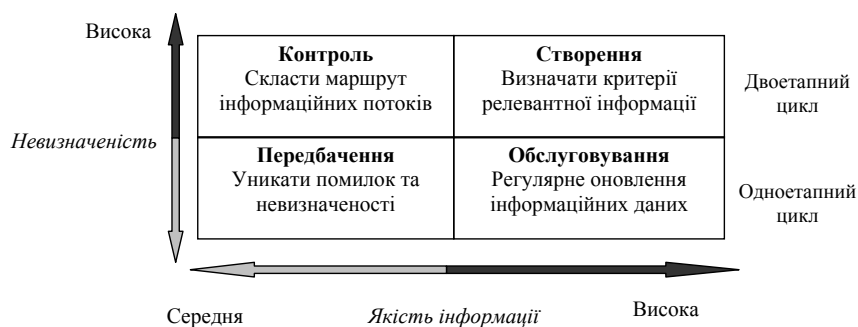 Висока
Контроль
Скласти маршрут
інформаційних потоків
Створення
Визначати критерії
релевантної інформації
Двоетапний
цикл
Невизначеність
Передбачення
Уникати помилок та
невизначеності
Обслуговування
Регулярне оновлення
інформаційних даних
Одноетапний
цикл
Середня
Якість інформації
Висока